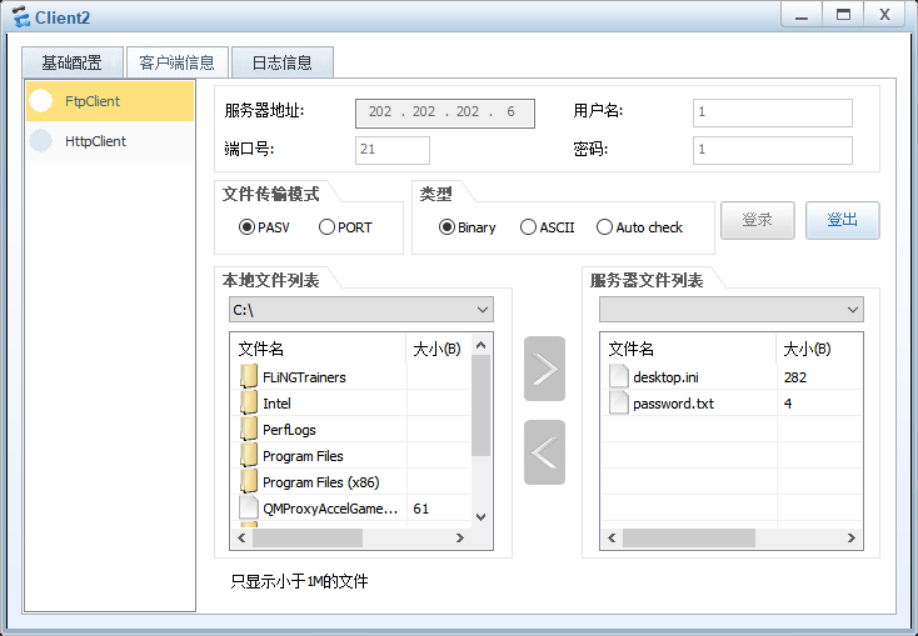 Client2
基础配置 客户端信息 日志信息
FtpClient
HttpClient
服务器地址: 202 . 202 . 202 . 6 用户名: 1
端口号: 21 密码: 1
文件传输模式 类型
PASV PORT Binary ASCII Auto check 登录 登出
本地文件列表 服务器文件列表
C:\
文件名 大小(B) 文件名 大小(B)
FLiNGTrainers desktop.ini 282
Intel password.txt 4
PerfLogs
Program Files
Program Files (x86)
QMProxyAccelGame... 61
只显示小于1M的文件